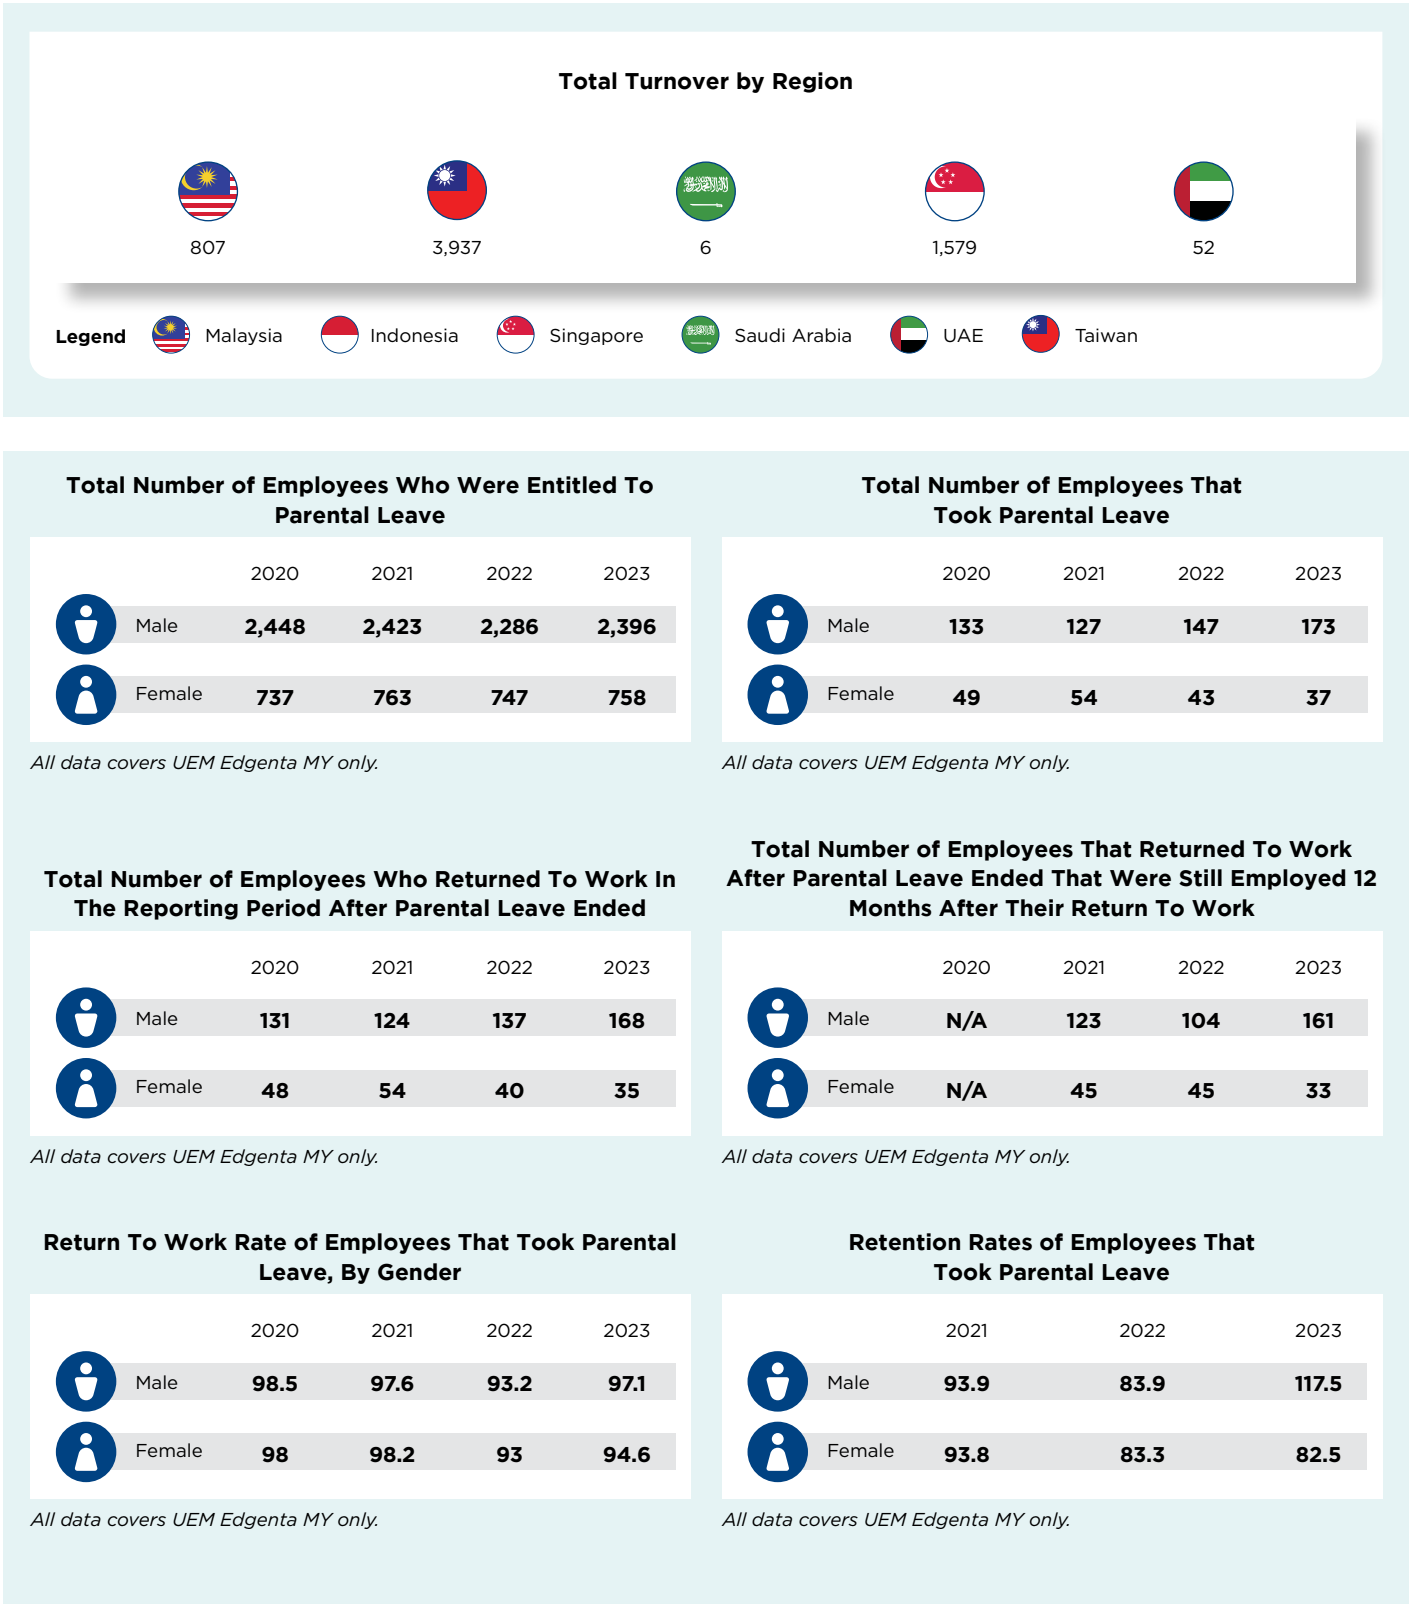 Total Turnover by Region
807 3,937 6 1,579 52
Legend Malaysia Indonesia Singapore Saudi Arabia UAE Taiwan
Total Number of Employees Who Were Entitled To
Parental Leave
2020 2021 2022 2023
Male 2,448 2,423 2,286 2,396
Female 737 763 747 758
All data covers UEM Edgenta MY only.
Total Number of Employees That
Took Parental Leave
2020 2021 2022 2023
Male 133 127 147 173
Female 49 54 43 37
All data covers UEM Edgenta MY only.
Total Number of Employees Who Returned To Work In
The Reporting Period After Parental Leave Ended
2020 2021 2022 2023
Male 131 124 137 168
Female 48 54 40 35
All data covers UEM Edgenta MY only.
Total Number of Employees That Returned To Work
After Parental Leave Ended That Were Still Employed 12
Months After Their Return To Work
2020 2021 2022 2023
Male N/A 123 104 161
Female N/A 45 45 33
All data covers UEM Edgenta MY only.
Return To Work Rate of Employees That Took Parental
Leave, By Gender
2020 2021 2022 2023
Male 98.5 97.6 93.2 97.1
Female 98 98.2 93 94.6
All data covers UEM Edgenta MY only.
Retention Rates of Employees That
Took Parental Leave
2021 2022 2023
Male 93.9 83.9 117.5
Female 93.8 83.3 82.5
All data covers UEM Edgenta MY only.